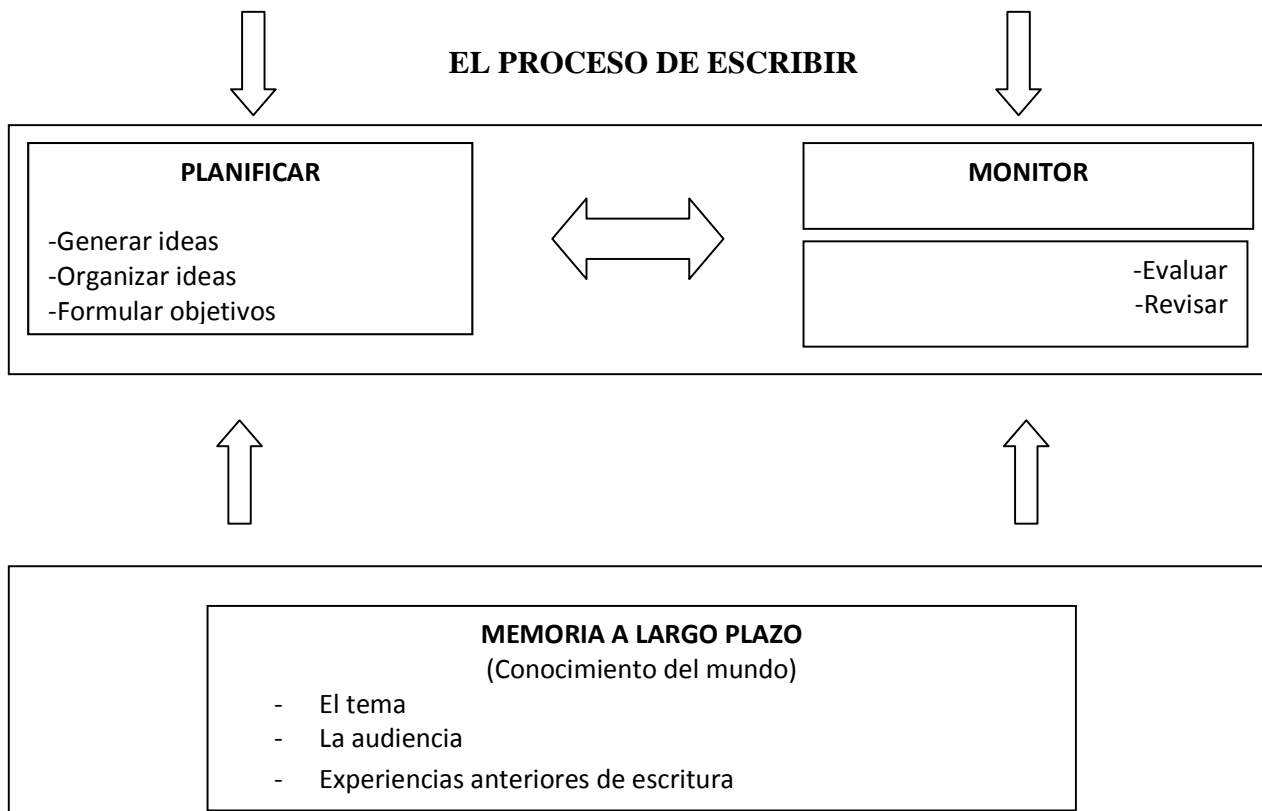 EL PROCESO DE ESCRIBIR
PLANIFICAR
-Generar ideas
-Organizar ideas
-Formular objetivos
MONITOR
-Evaluar
-Revisar
MEMORIA A LARGO PLAZO
(Conocimiento del mundo)
- El tema
- La audiencia
- Experiencias anteriores de escritura